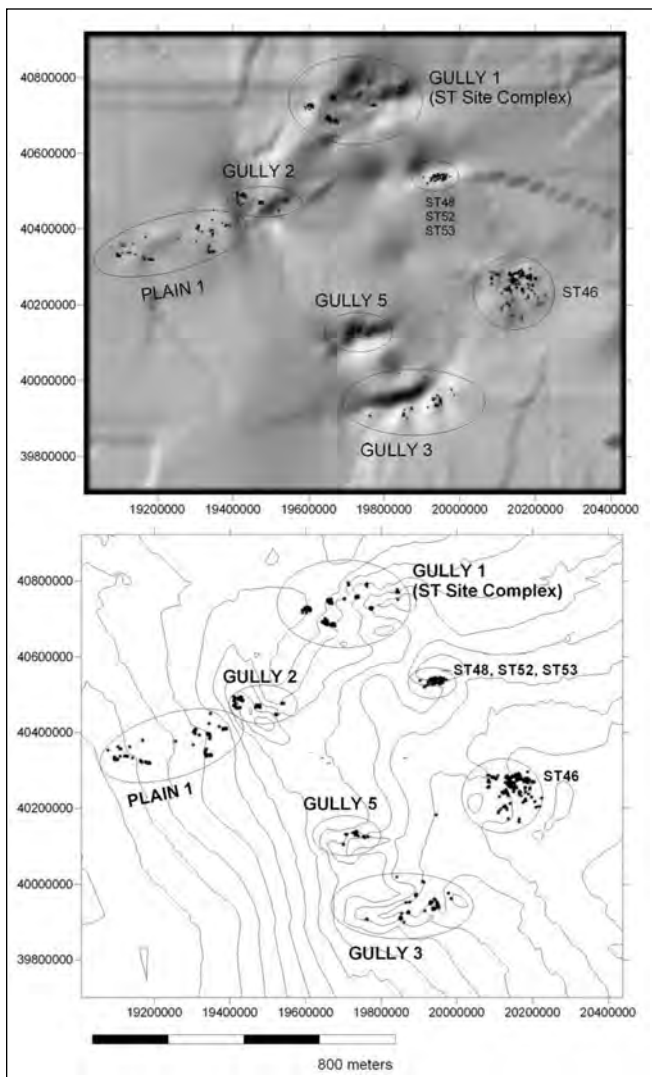 40800000
GULLY 1
(ST Site Complex)
40600000
GULLY 2
ST48
ST52
ST53
40400000
PLAIN 1
ST46
GULLY 5
40200000
40000000
GULLY 3
39800000
19200000 19400000 19600000 19800000 20000000 20200000 20400000
40800000
GULLY 1
(ST Site Complex)
40600000
ST48, ST52, ST53
GULLY 2
40400000
ST46
PLAIN 1
40200000
GULLY 5
40000000
GULLY 3
39800000
19200000 19400000 19600000 19800000 20000000 20200000 20400000
800 meters